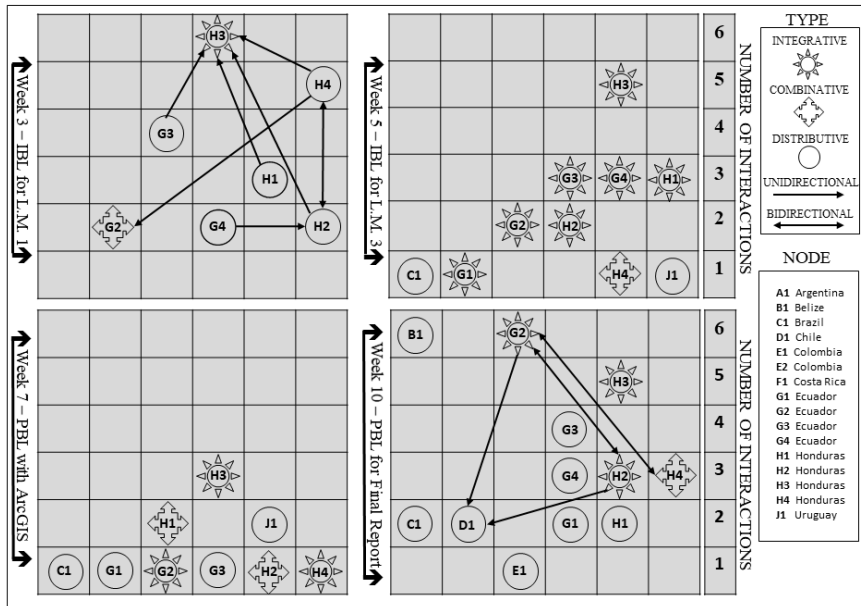 Week 3 – IBL for L.M. 1
H3
H4
G3
H1
G2
G4
H2
Week 5 – IBL for L.M. 3
H3
G3
G4
H1
G2
H2
C1
G1
H4
J1
6
5
4
3
2
1
NUMBER OF INTERACTIONS
Week 7 – PBL with ArcGIS
H3
H1
J1
C1
G1
G2
G3
H2
H4
Week 10 – PBL for Final Report
B1
G2
H3
G3
G4
H2
H4
C1
D1
G1
H1
E1
6
5
4
3
2
1
NUMBER OF INTERACTIONS
TYPE
INTEGRATIVE
COMBINATIVE
DISTRIBUTIVE
UNIDIRECTIONAL
BIDIRECTIONAL
NODE
A1 Argentina
B1 Belize
C1 Brazil
D1 Chile
E1 Colombia
E2 Colombia
F1 Costa Rica
G1 Ecuador
G2 Ecuador
G3 Ecuador
G4 Ecuador
H1 Honduras
H2 Honduras
H3 Honduras
H4 Honduras
J1 Uruguay